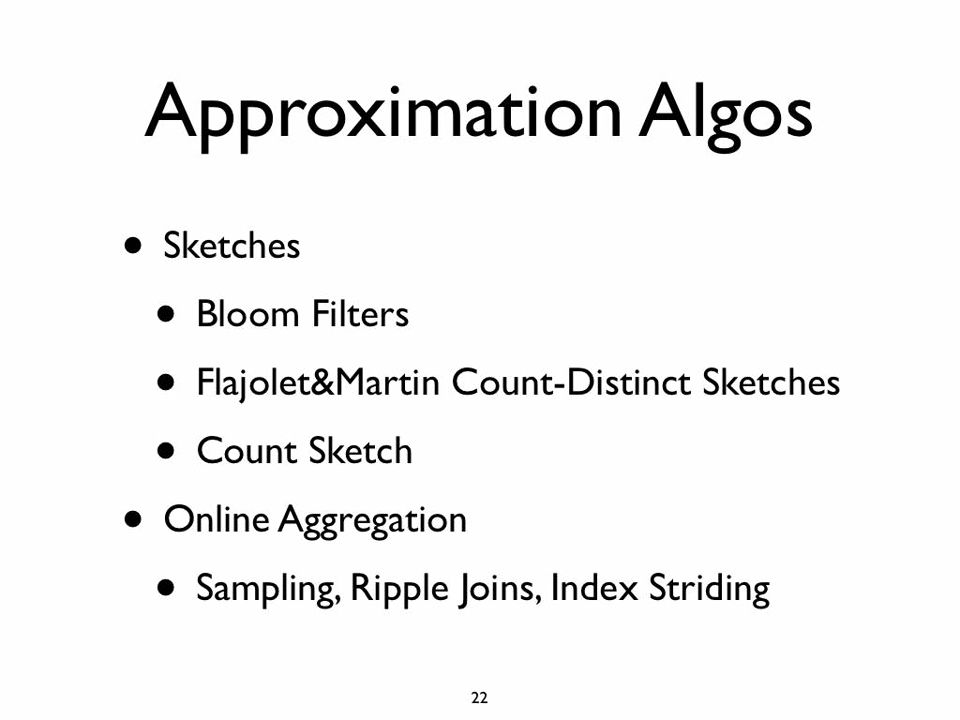 Approximation Algos
• Sketches
• Bloom Filters
• Flajolet&Martin Count-Distinct Sketches
• Count Sketch
• Online Aggregation
• Sampling, Ripple Joins, Index Striding
22